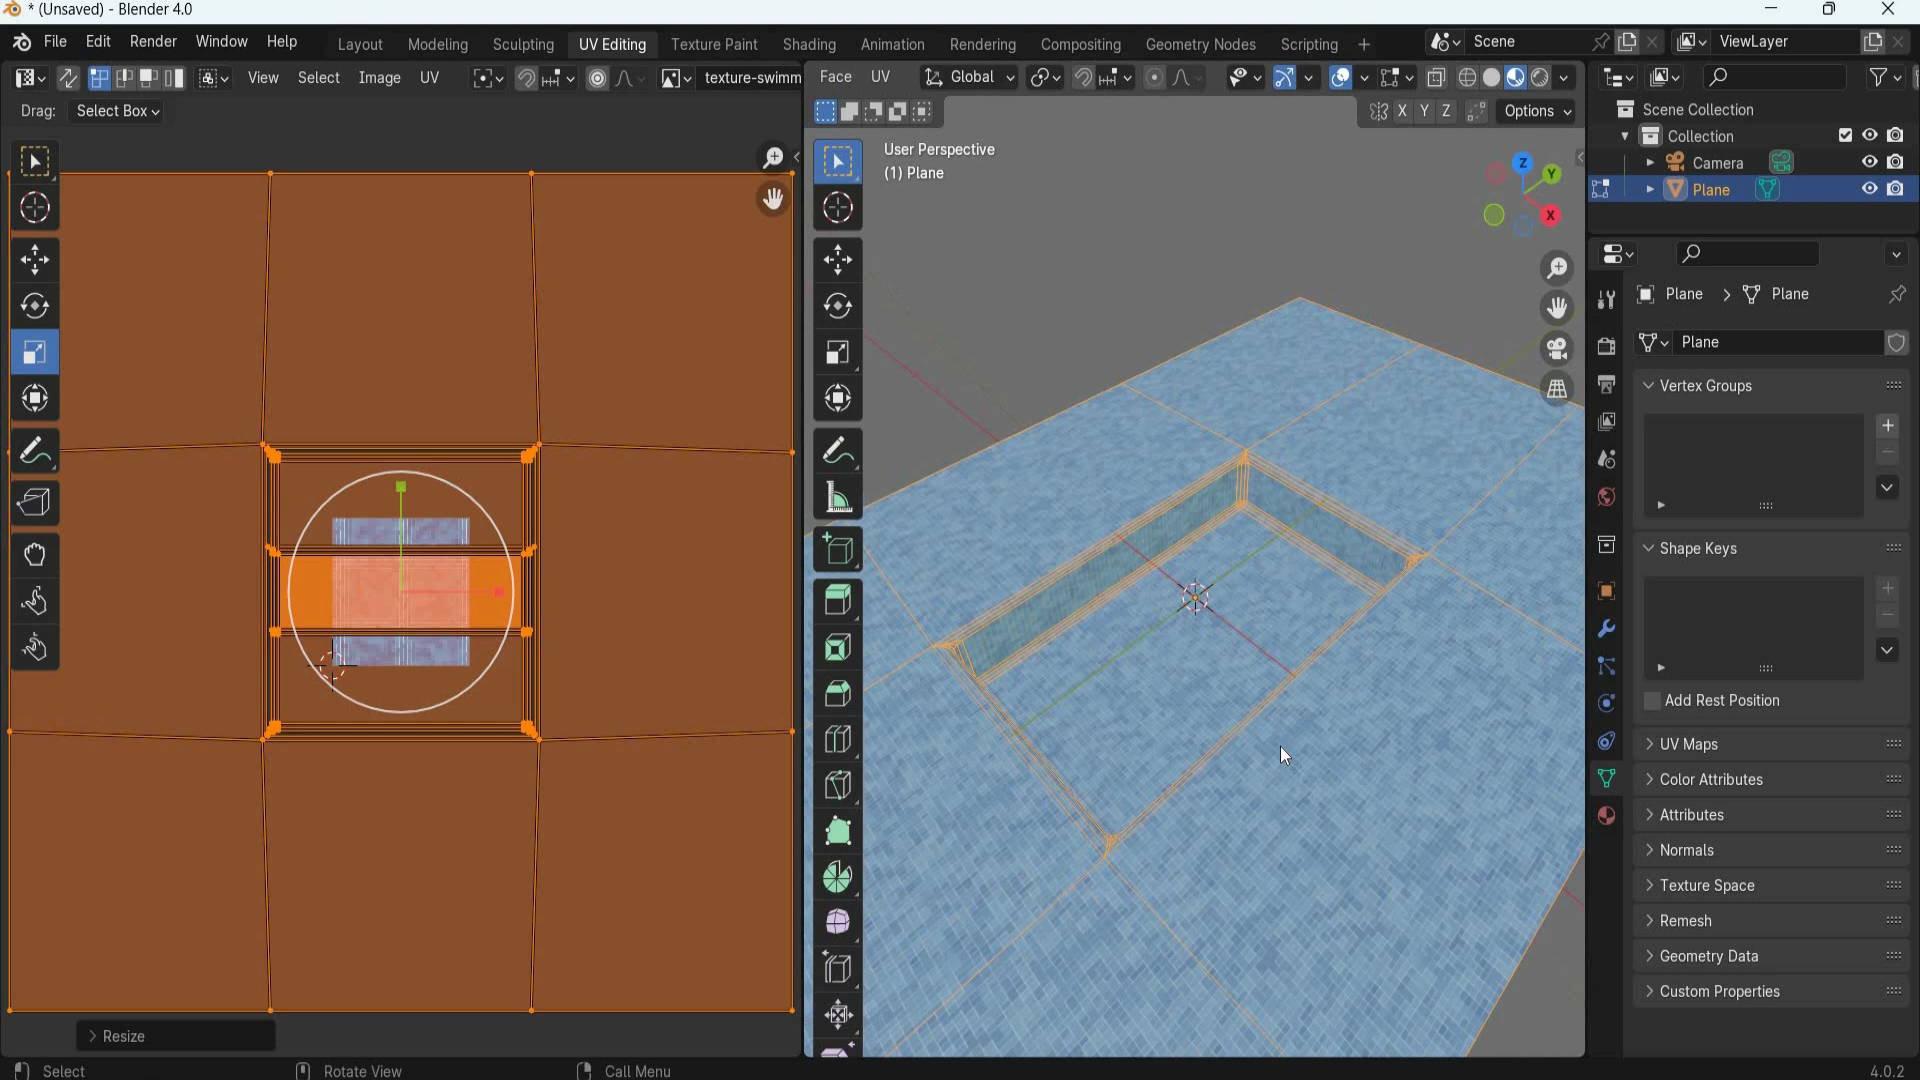 * (Unsaved) - Blender 4.0
File Edit Render Window Help
Layout Modeling Sculpting UV Editing Texture Paint Shading Animation Rendering Compositing Geometry Nodes Scripting +
Scene
ViewLayer
View Select Image UV
texture-swimm
Face UV
Global
Drag: Select Box
X Y Z
Options
User Perspective
(1) Plane
Z
Y
X
Scene Collection
Collection
Camera
Plane
Plane > Plane
Plane
Vertex Groups
Shape Keys
Add Rest Position
UV Maps
Color Attributes
Attributes
Normals
Texture Space
Remesh
Geometry Data
Custom Properties
> Resize
Select
Rotate View
Call Menu
4.0.2